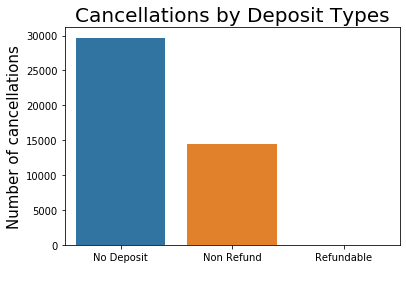 Cancellations by Deposit Types
Number of cancellations
30000
25000
20000
15000
10000
5000
0
No Deposit
Non Refund
Refundable